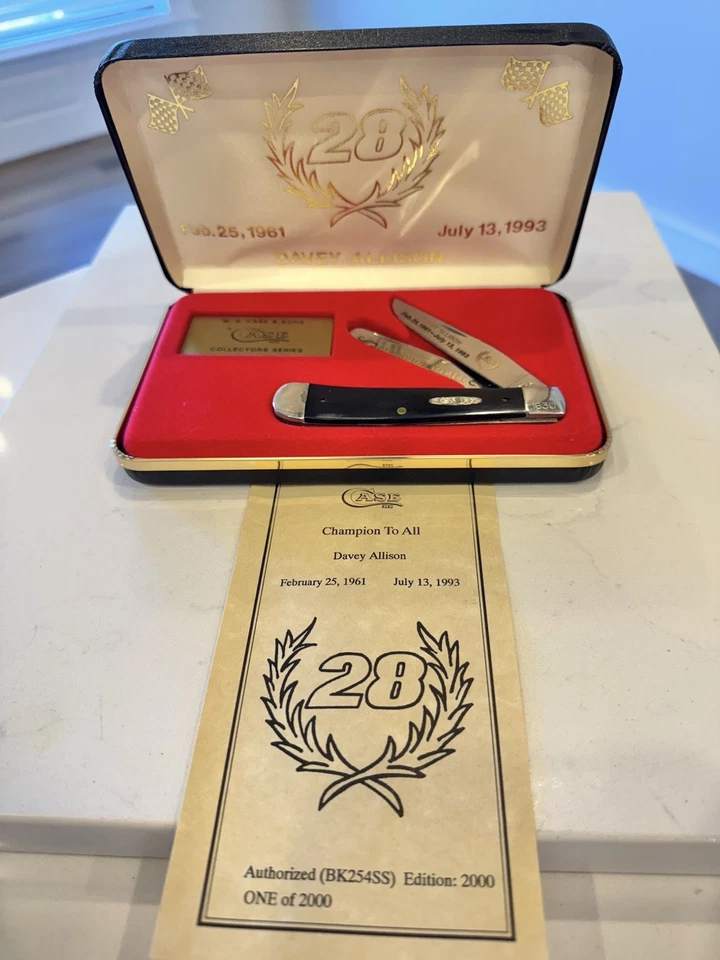 28
Feb. 25, 1961 July 13, 1993
DAVEY ALLISON
W. R. CASE & SONS
CASE
COLLECTORS SERIES
Feb. 25, 1961-July 13, 1993
CASE
Champion To All
Davey Allison
February 25, 1961 July 13, 1993
28
Authorized (BK254SS) Edition: 2000
ONE of 2000